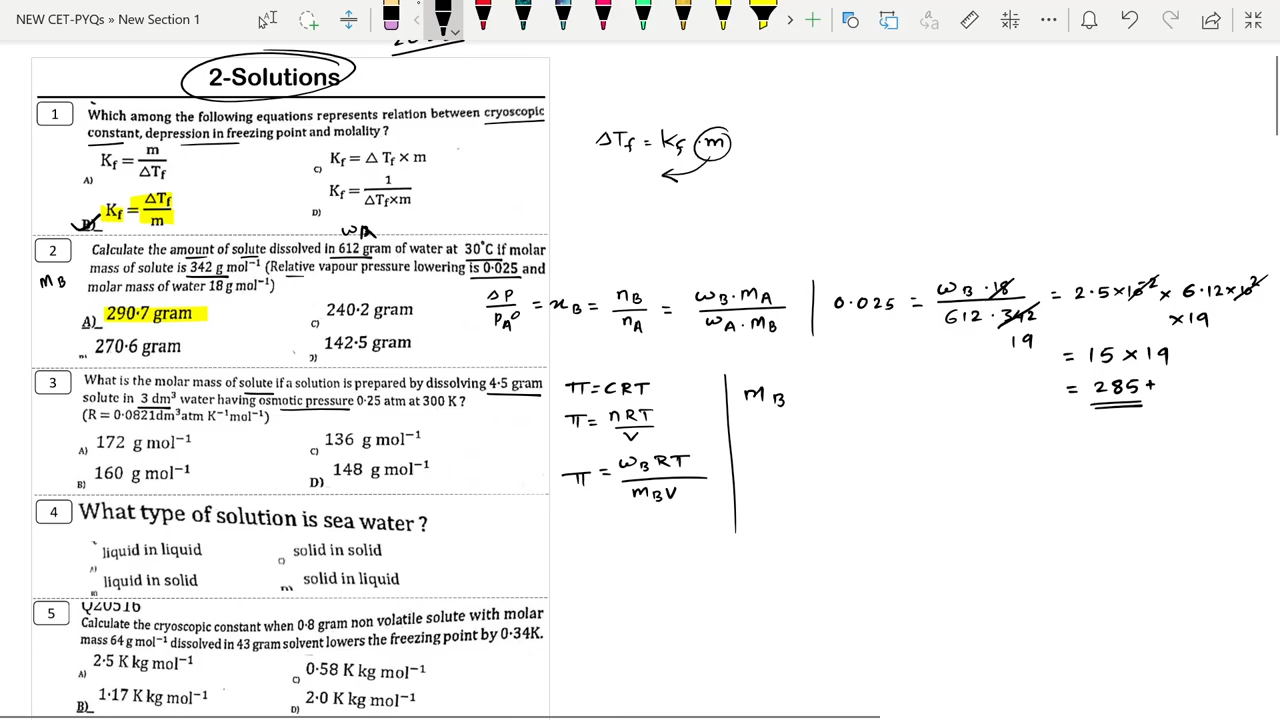 NEW CET-PYQs » New Section 1
2-Solutions
1
Which among the following equations represents relation between cryoscopic
constant, depression in freezing point and molality ?
A) Kf = m/ΔTf
C) Kf = Δ Tf × m
B) Kf = ΔTf/m
D) Kf = 1/ΔTf×m
ΔTf = Kf · m
WA
2
Calculate the amount of solute dissolved in 612 gram of water at 30°C if molar
mass of solute is 342 g mol⁻¹ (Relative vapour pressure lowering is 0·025 and
MB
molar mass of water 18 g mol⁻¹)
A) 290·7 gram
C) 240·2 gram
270·6 gram
142·5 gram
ΔP/PA° = xB = nB/nA = WB·MA/WA·MB
0.025 = WB·18/612·342
19
= 2.5×10⁻² × 6.12×10²
×19
= 15×19
= 285+
3
What is the molar mass of solute if a solution is prepared by dissolving 4·5 gram
solute in 3 dm³ water having osmotic pressure 0·25 atm at 300 K ?
(R = 0·0821dm³atm K⁻¹mol⁻¹)
A) 172 g mol⁻¹
C) 136 g mol⁻¹
B) 160 g mol⁻¹
D) 148 g mol⁻¹
π = CRT
π = nRT/V
π = WBRT/MBV
MB
4
What type of solution is sea water ?
liquid in liquid
solid in solid
liquid in solid
solid in liquid
5
Calculate the cryoscopic constant when 0·8 gram non volatile solute with molar
mass 64 g mol⁻¹ dissolved in 43 gram solvent lowers the freezing point by 0·34K.
A) 2·5 K kg mol⁻¹
C) 0·58 K kg mol⁻¹
B) 1·17 K kg mol⁻¹
D) 2·0 K kg mol⁻¹